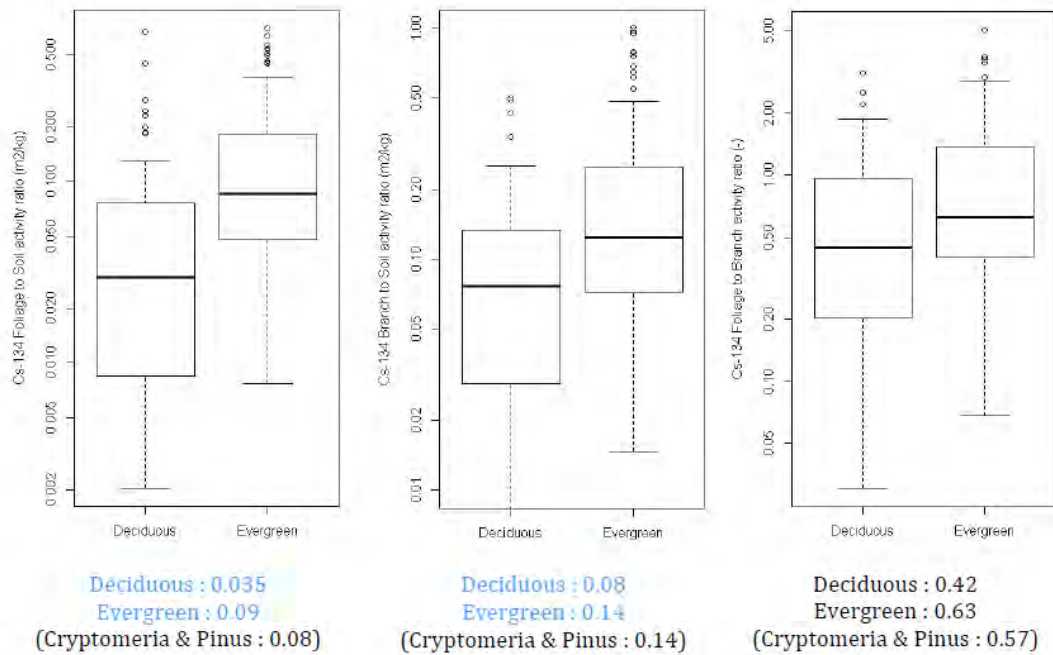 Cs-134 Foliage to Soil activity ratio (m2/kg)
0.500
0.200
0.100
0.050
0.020
0.010
0.005
0.002
Deciduous Evergreen
Cs-134 Branch to Soil activity ratio (m2/kg)
1.00
0.50
0.20
0.10
0.05
0.02
0.01
Deciduous Evergreen
Cs-134 Foliage to Branch activity ratio (-)
5.00
2.00
1.00
0.50
0.20
0.10
0.05
Deciduous Evergreen
Deciduous : 0.035
Evergreen : 0.09
(Cryptomeria & Pinus : 0.08)
Deciduous : 0.08
Evergreen : 0.14
(Cryptomeria & Pinus : 0.14)
Deciduous : 0.42
Evergreen : 0.63
(Cryptomeria & Pinus : 0.57)